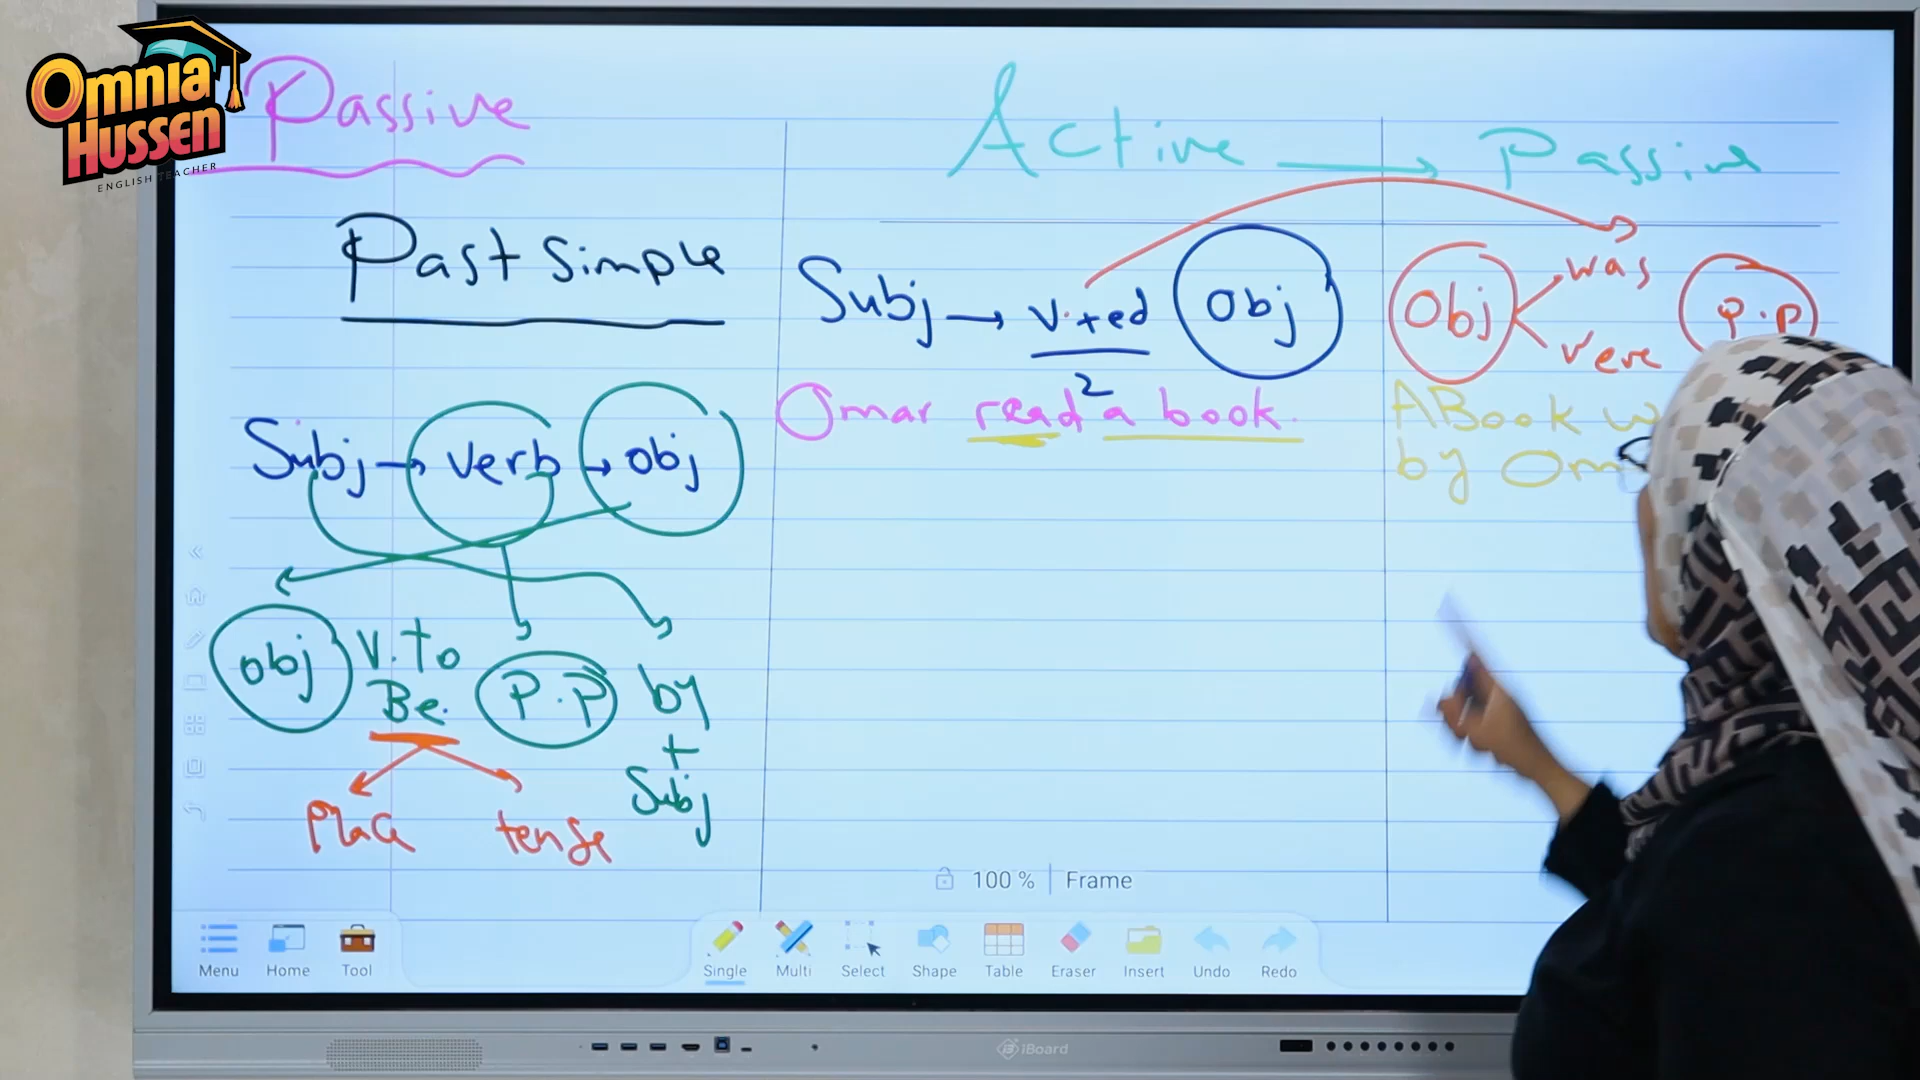 Omnia
Hussen
ENGLISH TEACHER
Passive
Active → Passive
Past simple
Subj → V.+ed Obj
2
Obj was
were
P.P
Omar read a book.
A Book
by
Subj → verb → obj
obj V. To Be. P.P by + Subj
Place tense
100 % Frame
Menu Home Tool Single Multi Select Shape Table Eraser Insert Undo Redo
iBoard